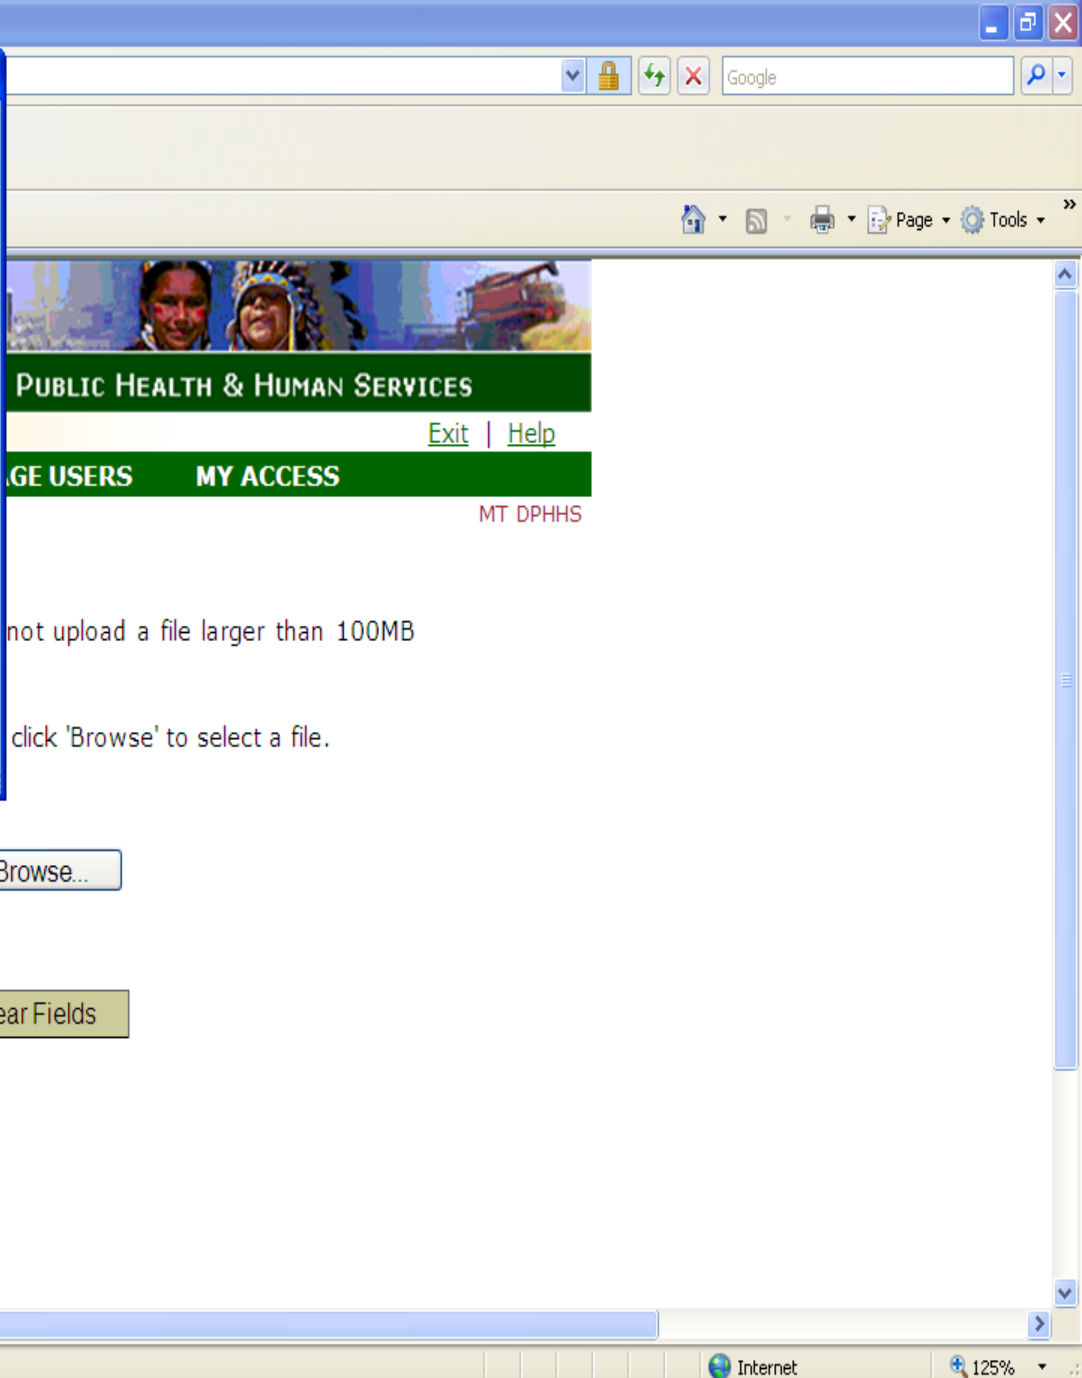 Google
Page Tools »
PUBLIC HEALTH & HUMAN SERVICES
Exit | Help
GE USERS MY ACCESS
MT DPHHS
not upload a file larger than 100MB
click 'Browse' to select a file.
Browse...
ear Fields
Internet 125%